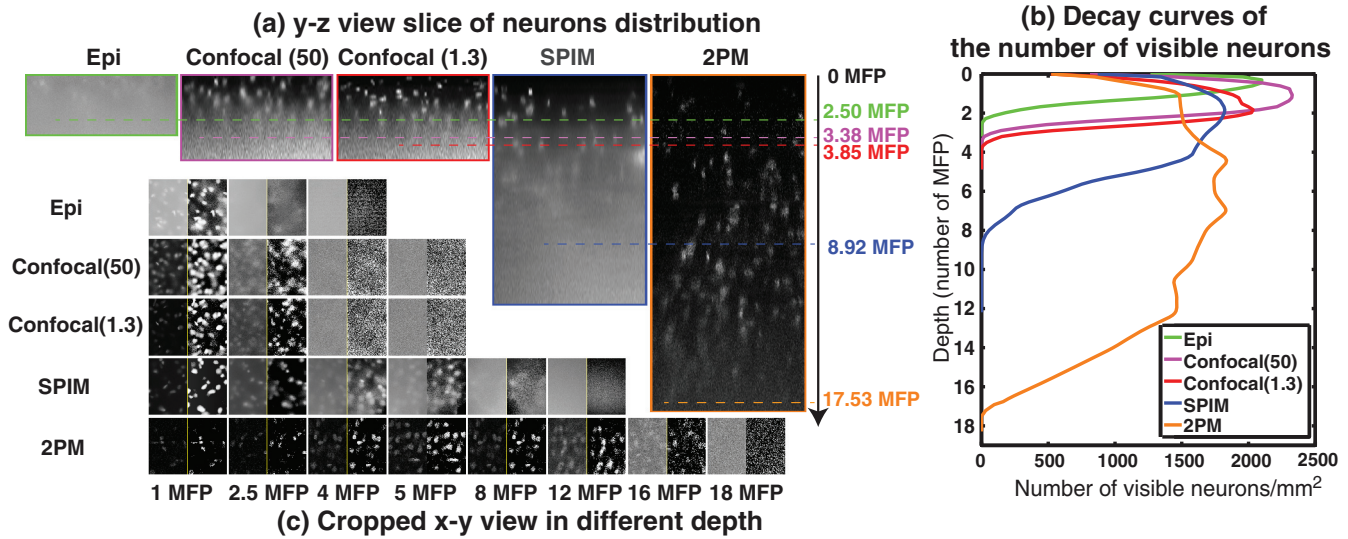 (a) y-z view slice of neurons distribution
Epi
Confocal (50)
Confocal (1.3)
SPIM
2PM
0 MFP
2.50 MFP
3.38 MFP
3.85 MFP
8.92 MFP
17.53 MFP
Epi
Confocal(50)
Confocal(1.3)
SPIM
2PM
1 MFP
2.5 MFP
4 MFP
5 MFP
8 MFP
12 MFP
16 MFP
18 MFP
(c) Cropped x-y view in different depth
(b) Decay curves of
the number of visible neurons
Depth (number of MFP)
0
2
4
6
8
10
12
14
16
18
Epi
Confocal(50)
Confocal(1.3)
SPIM
2PM
0
500
1000
1500
2000
2500
Number of visible neurons/mm²